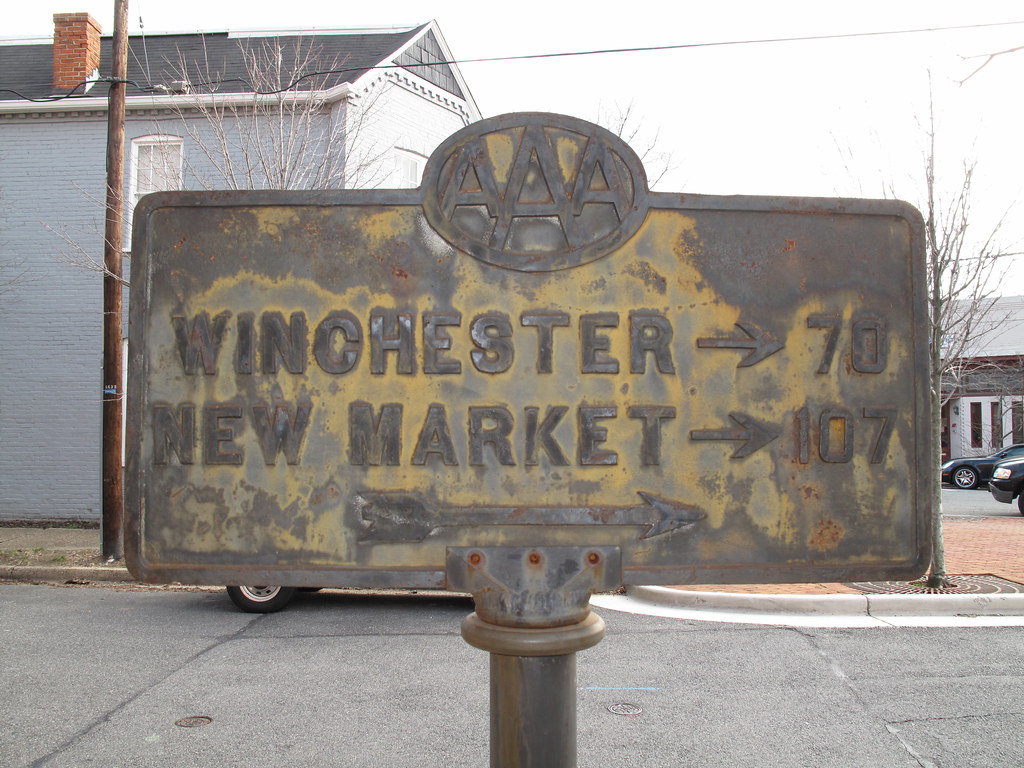 AAA
WINCHESTER → 70
NEW MARKET → 107